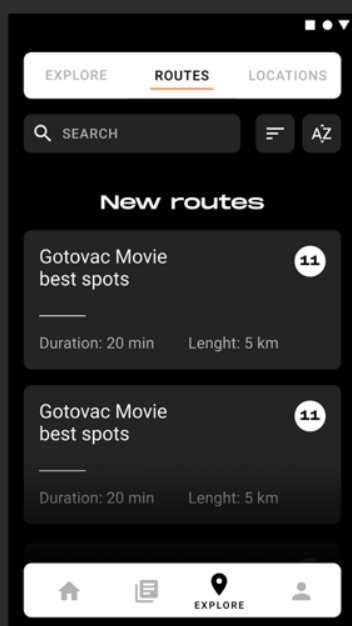 EXPLORE ROUTES LOCATIONS
SEARCH
AZ
New routes
Gotovac Movie
best spots
11
Duration: 20 min Lenght: 5 km
Gotovac Movie
best spots
11
Duration: 20 min Lenght: 5 km
EXPLORE